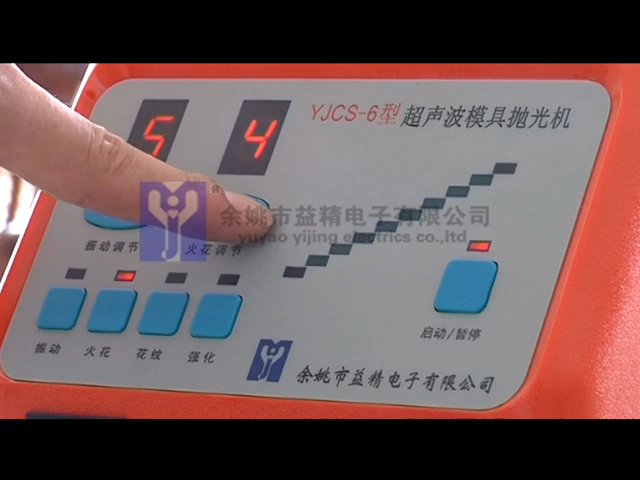 5 4
YJCS-6型 超声波模具抛光机
余姚市益精电子有限公司
yuyao yijing electrics co.,ltd
振动调节 火花调节
启动/暂停
振动 火花 花纹 强化
余姚市益精电子有限公司